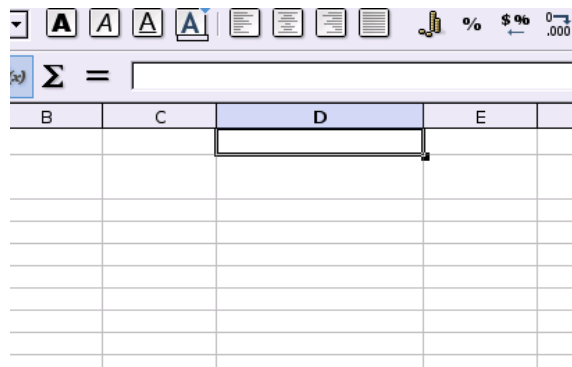 A A A A % $% 0 .000
(x) Σ =
B C D E